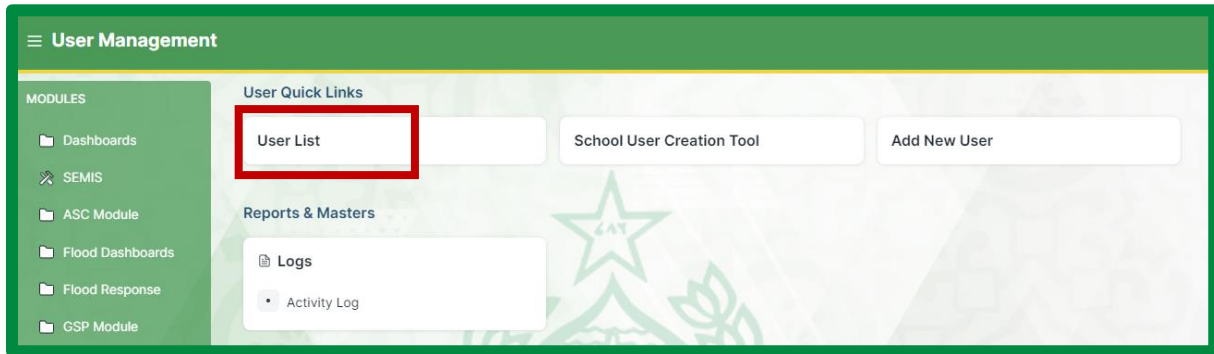 User Management
MODULES
Dashboards
SEMIS
ASC Module
Flood Dashboards
Flood Response
GSP Module
User Quick Links
User List
School User Creation Tool
Add New User
Reports & Masters
Logs
Activity Log